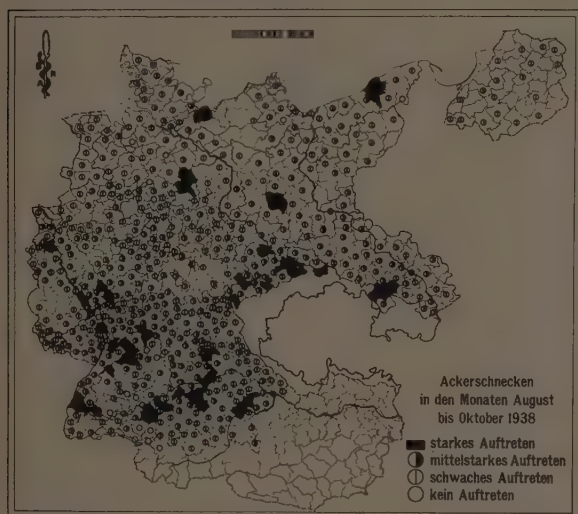 Ackerschnecken
in den Monaten August
bis Oktober 1938
starkes Auftreten
mittelstarkes Auftreten
schwaches Auftreten
kein Auftreten